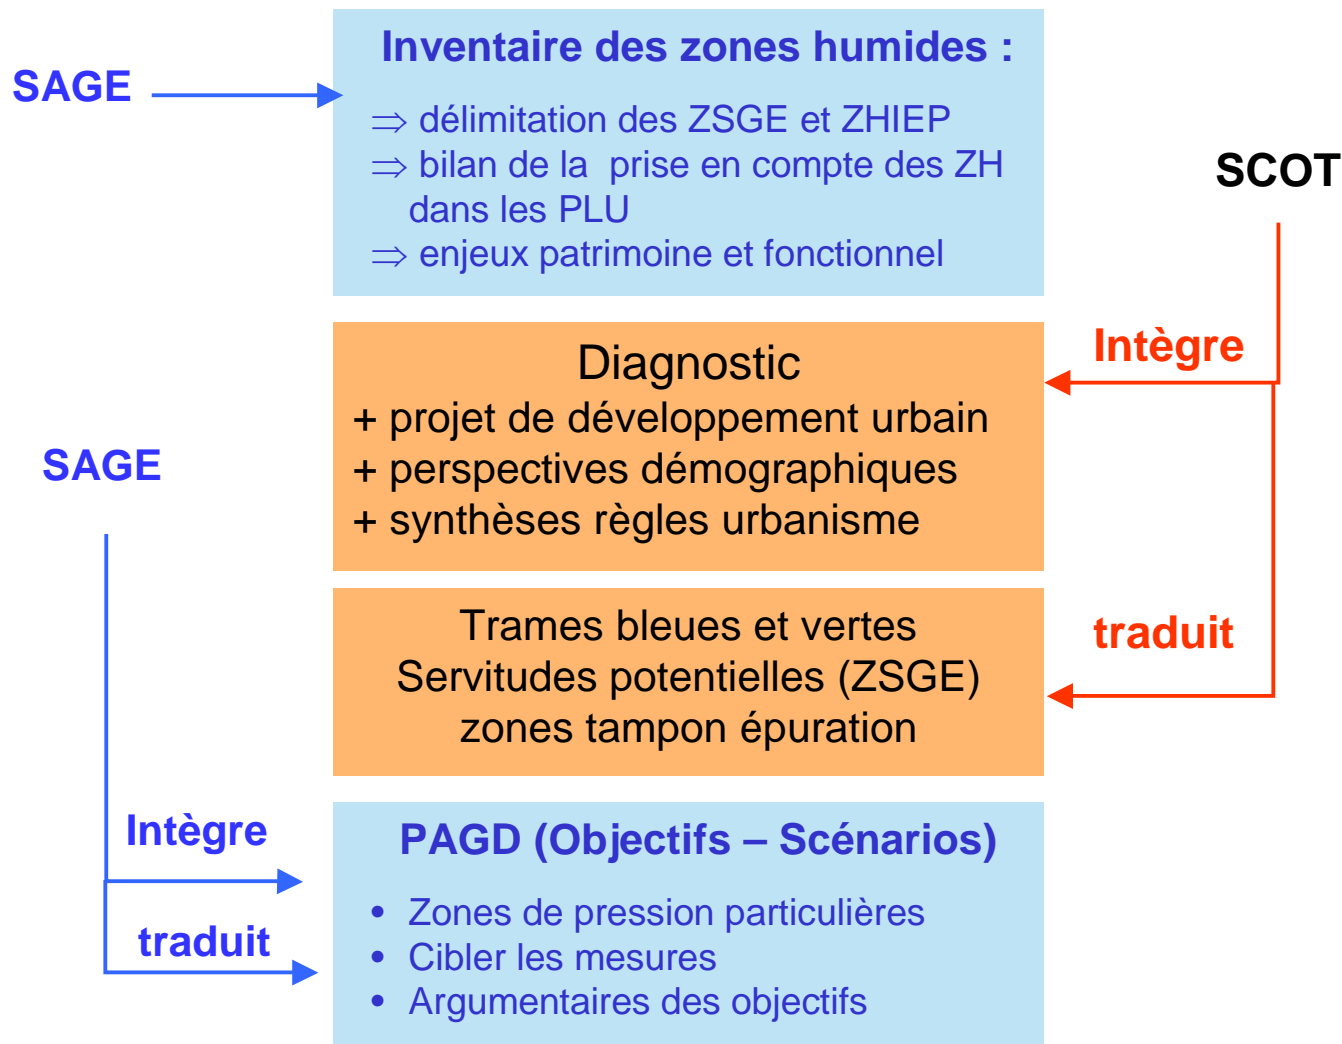 SAGE
Inventaire des zones humides :
⇒ délimitation des ZSGE et ZHIEP
⇒ bilan de la prise en compte des ZH
dans les PLU
⇒ enjeux patrimoine et fonctionnel
SCOT
Intègre
Diagnostic
+ projet de développement urbain
+ perspectives démographiques
+ synthèses règles urbanisme
SAGE
traduit
Trames bleues et vertes
Servitudes potentielles (ZSGE)
zones tampon épuration
Intègre
traduit
PAGD (Objectifs – Scénarios)
• Zones de pression particulières
• Cibler les mesures
• Argumentaires des objectifs